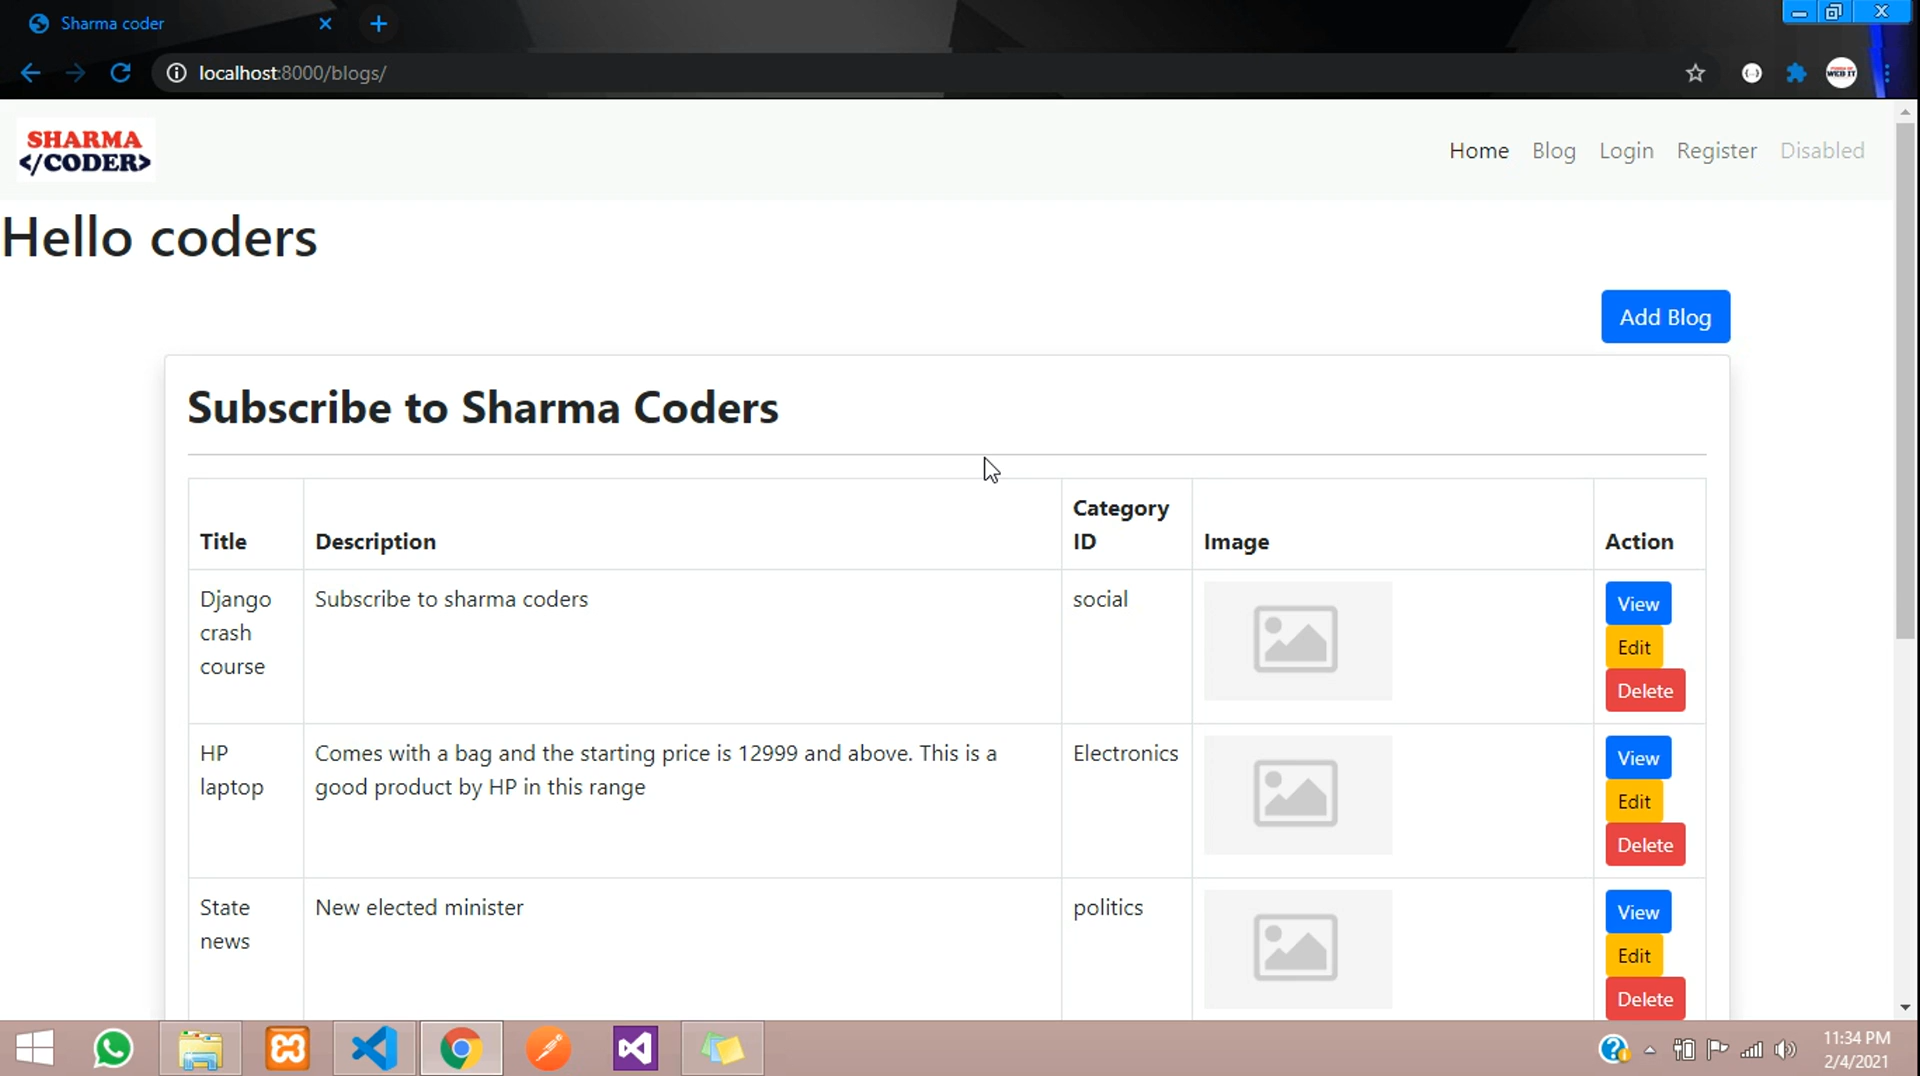 Sharma coder
localhost:8000/blogs/
WEB IT
SHARMA
</CODER>
Home Blog Login Register Disabled
Hello coders
Add Blog
Subscribe to Sharma Coders
Title Description Category ID Image Action
Django crash course
Subscribe to sharma coders
social
View
Edit
Delete
HP laptop
Comes with a bag and the starting price is 12999 and above. This is a
good product by HP in this range
Electronics
View
Edit
Delete
State news
New elected minister
politics
View
Edit
Delete
11:34 PM
2/4/2021